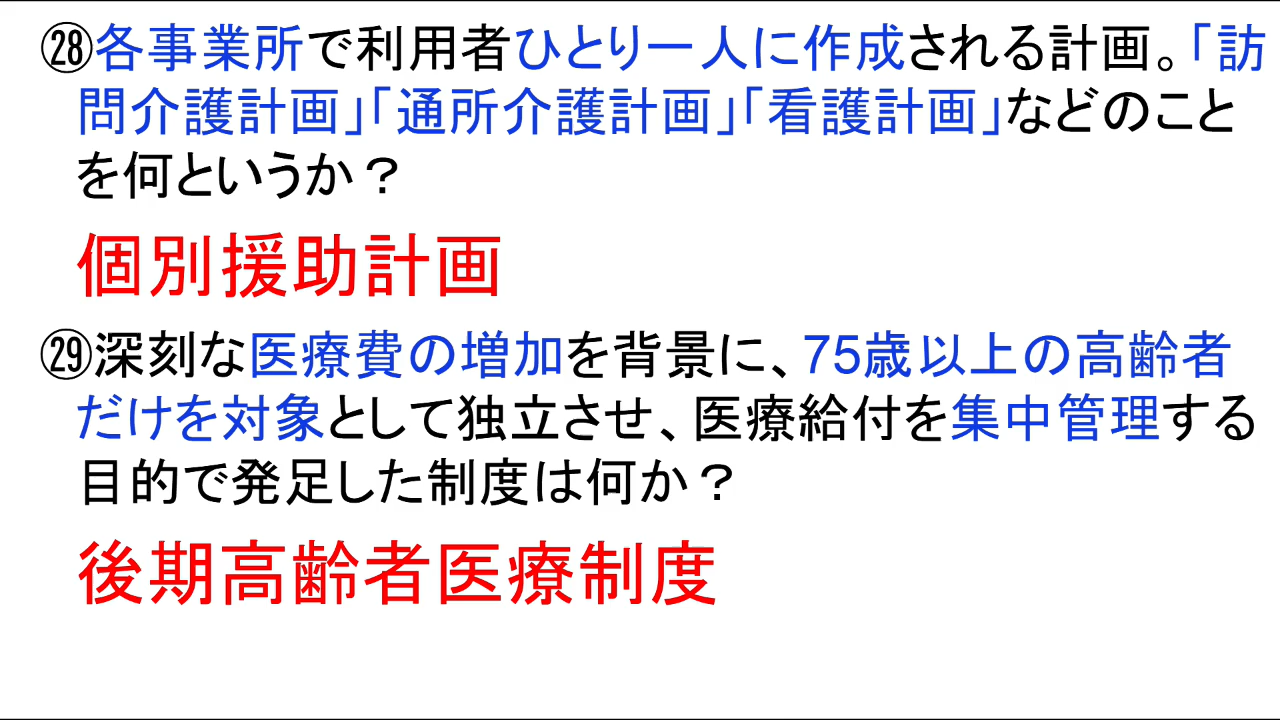 ㉘各事業所で利用者ひとり一人に作成される計画。「訪
問介護計画」「通所介護計画」「看護計画」などのこと
を何というか？
個別援助計画
㉙深刻な医療費の増加を背景に、75歳以上の高齢者
だけを対象として独立させ、医療給付を集中管理する
目的で発足した制度は何か？
後期高齢者医療制度